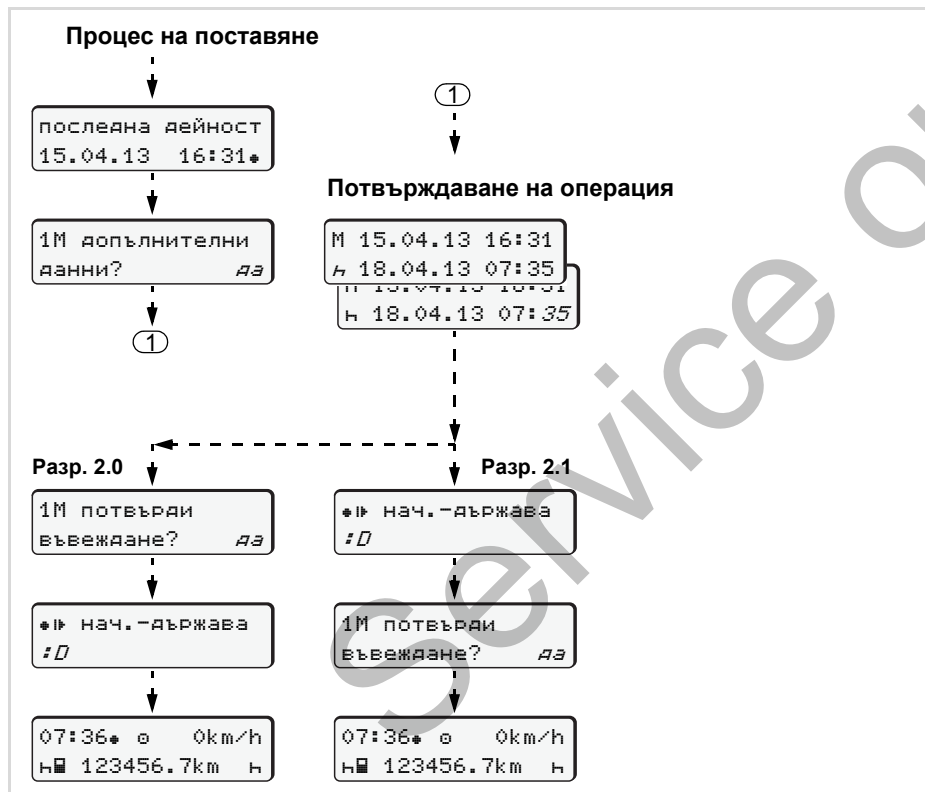 Процес на поставяне
последна дейност
15.04.13 16:31
1M допълнителни
данни? да
1
1
Потвърждаване на операция
M 15.04.13 16:31
h 18.04.13 07:35
h 18.04.13 07:35
Разр. 2.0
1M потвърди
въвеждане? да
нач.-държава
:D
07:36 0km/h
h 123456.7km h
Разр. 2.1
нач.-държава
:D
1M потвърди
въвеждане? да
07:36 0km/h
h 123456.7km h
Service